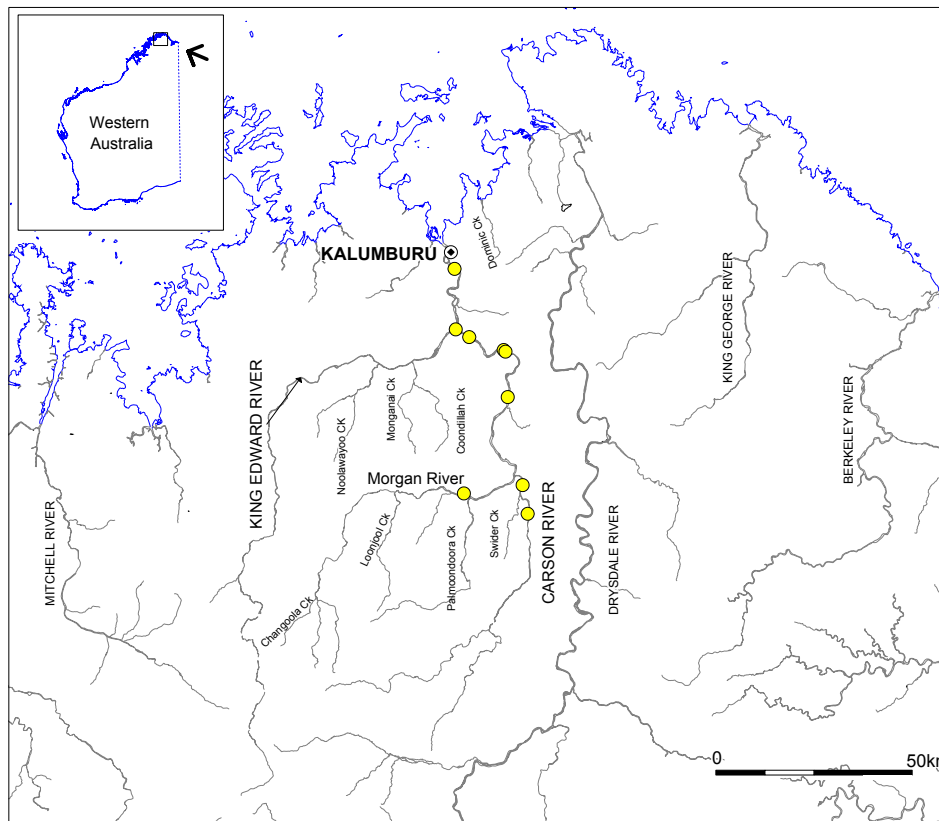 Western
Australia
KALUMBURU
Dominic Ck
KING GEORGE RIVER
BERKELEY RIVER
KING EDWARD RIVER
Noolawayoo CK
Monganai Ck
Coondillah Ck
Morgan River
MITCHELL RIVER
Loonjool Ck
Palmoondoora Ck
Swider Ck
CARSON RIVER
DRYSDALE RIVER
Changoola Ck
0
50km